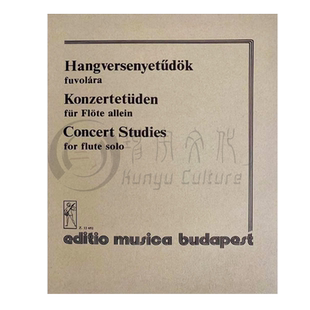 Hangversenyetűdök
fuvolára
Konzertetüden
für Flöte allein
Concert Studies
for flute solo
Kunyu Culture
editio musica budapest